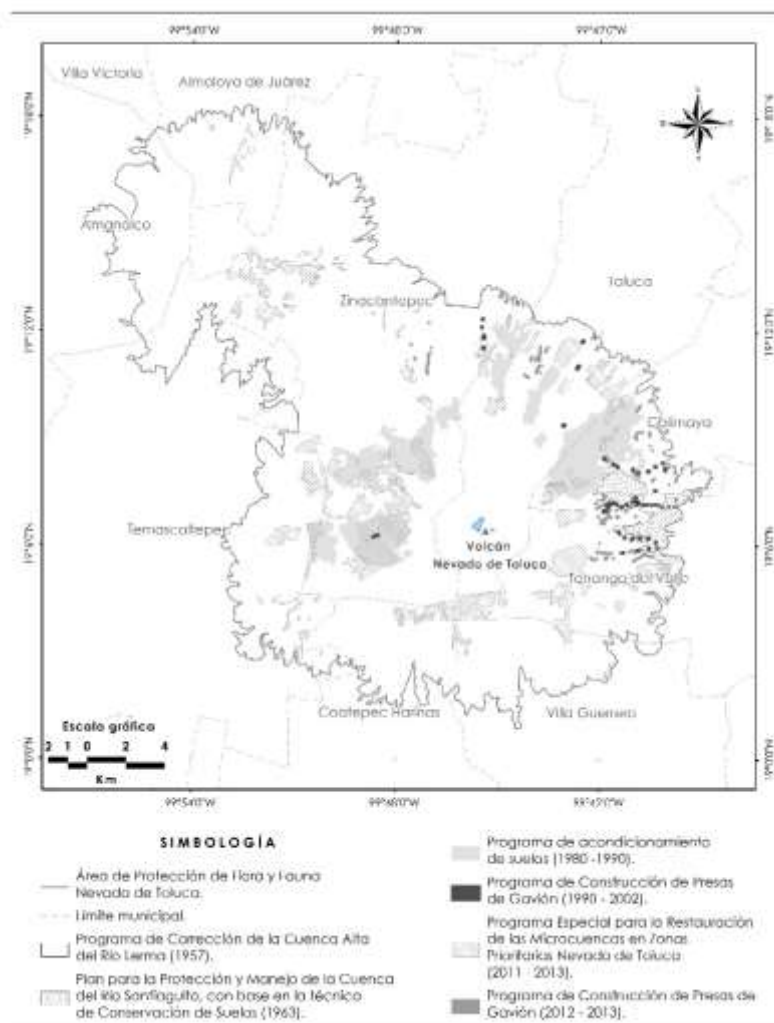 99°54'0"W 99°48'0"W 99°42'0"W
Villa Victoria
Almoloya de Juárez
Amanalco
Toluca
Zinacantepec
19°12'0"N
Calimaya
Temascaltepec
19°6'0"N
Volcán
Nevado de Toluca
Tenango del Valle
Coatepec Harinas
Villa Guerrero
Escala gráfica
2 1 0 2 4
Km
99°54'0"W 99°48'0"W 99°42'0"W
SIMBOLOGÍA
Área de Protección de Flora y Fauna
Nevado de Toluca.
Límite municipal.
Programa de Corrección de la Cuenca Alta
del Río Lerma (1957).
Plan para la Protección y Manejo de la Cuenca
del Río Santiaguito, con base en la técnica
de Conservación de Suelos (1963).
Programa de acondicionamiento
de suelos (1980 -1990).
Programa de Construcción de Presas
de Gavión (1990 - 2002).
Programa Especial para la Restauración
de las Microcuencas en Zonas
Prioritarias Nevado de Toluca
(2011 - 2013).
Programa de Construcción de Presas de
Gavión (2012 - 2013).